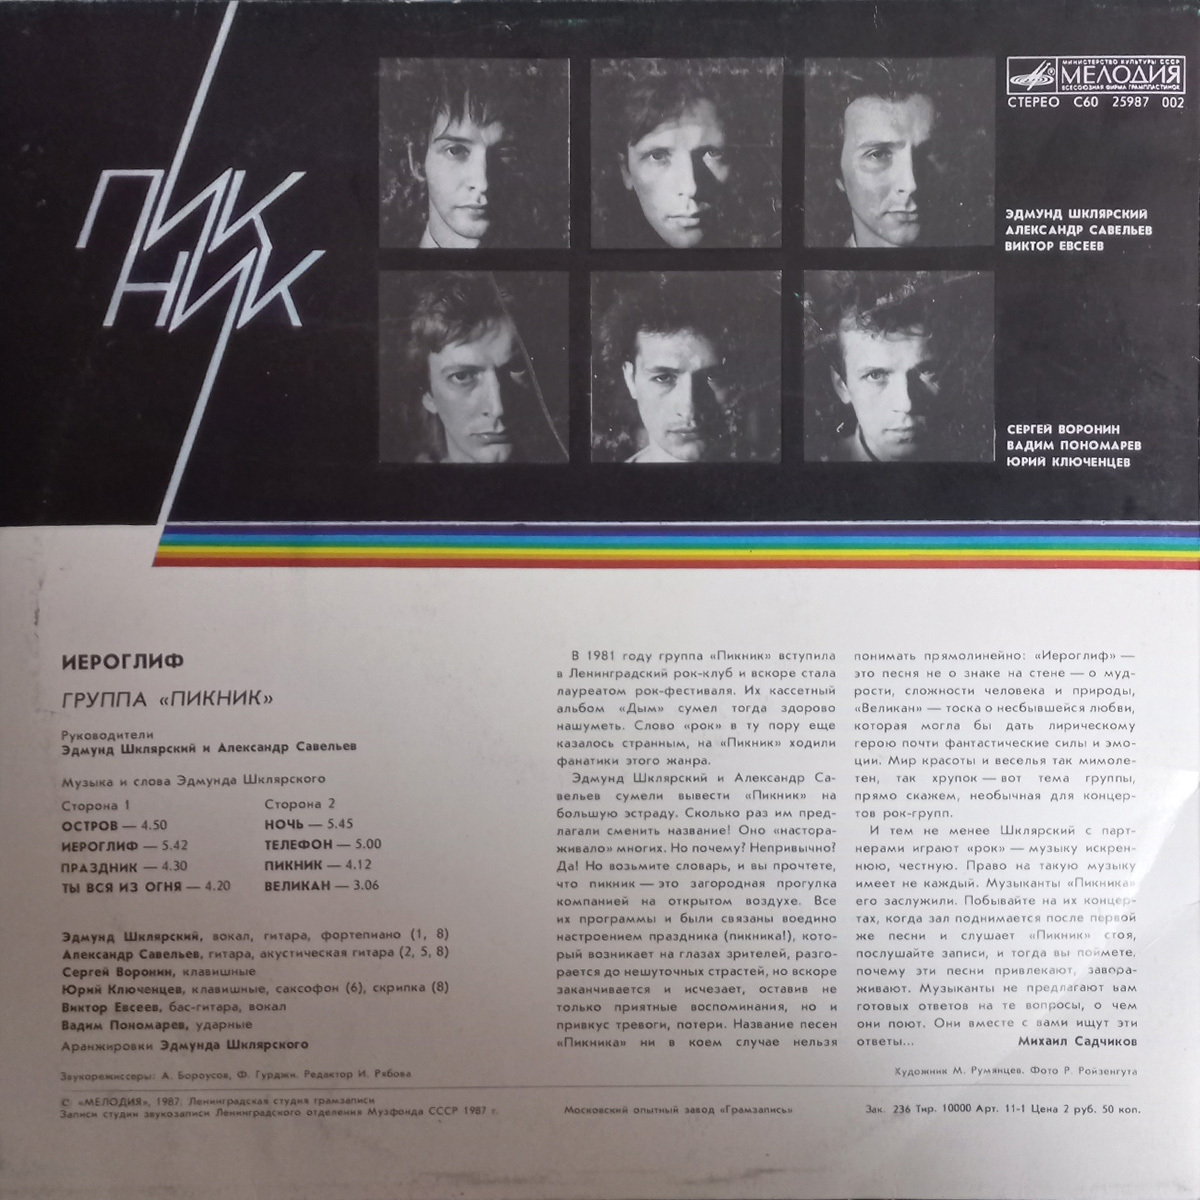 ПИК
НИК
МИНИСТЕРСТВО КУЛЬТУРЫ СССР
МЕЛОДИЯ
ВСЕСОЮЗНАЯ ФИРМА ГРАМПЛАСТИНОК
СТЕРЕО С60 25987 002
ЭДМУНД ШКЛЯРСКИЙ
АЛЕКСАНДР САВЕЛЬЕВ
ВИКТОР ЕВСЕЕВ
СЕРГЕЙ ВОРОНИН
ВАДИМ ПОНОМАРЕВ
ЮРИЙ КЛЮЧЕНЦЕВ
ИЕРОГЛИФ
ГРУППА «ПИКНИК»
Руководители
Эдмунд Шклярский и Александр Савельев
Музыка и слова Эдмунда Шклярского
Сторона 1
ОСТРОВ — 4.50
ИЕРОГЛИФ — 5.42
ПРАЗДНИК — 4.30
ТЫ ВСЯ ИЗ ОГНЯ — 4.20
Сторона 2
НОЧЬ — 5.45
ТЕЛЕФОН — 5.00
ПИКНИК — 4.12
ВЕЛИКАН — 3.06
Эдмунд Шклярский, вокал, гитара, фортепиано (1, 8)
Александр Савельев, гитара, акустическая гитара (2, 5, 8)
Сергей Воронин, клавишные
Юрий Ключенцев, клавишные, саксофон (6), скрипка (8)
Виктор Евсеев, бас-гитара, вокал
Вадим Пономарев, ударные
Аранжировки Эдмунда Шклярского
В 1981 году группа «Пикник» вступила
в Ленинградский рок-клуб и вскоре стала
лауреатом рок-фестиваля. Их кассетный
альбом «Дым» сумел тогда здорово
нашуметь. Слово «рок» в ту пору еще
казалось странным, на «Пикник» ходили
фанатики этого жанра.
Эдмунд Шклярский и Александр Са-
вельев сумели вывести «Пикник» на
большую эстраду. Сколько раз им пред-
лагали сменить название! Оно «настора-
живало» многих. Но почему? Непривычно?
Да! Но возьмите словарь, и вы прочтете,
что пикник — это загородная прогулка
компанией на открытом воздухе. Все
их программы и были связаны воедино
настроением праздника (пикника!), кото-
рый возникает на глазах зрителей, разго-
рается до нешуточных страстей, но вскоре
заканчивается и исчезает, оставив не
только приятные воспоминания, но и
привкус тревоги, потери. Название песен
«Пикника» ни в коем случае нельзя
понимать прямолинейно: «Иероглиф» —
это песня не о знаке на стене — о муд-
рости, сложности человека и природы,
«Великан» — тоска о несбывшейся любви,
которая могла бы дать лирическому
герою почти фантастические силы и эмо-
ции. Мир красоты и веселья так мимоле-
тен, так хрупок — вот тема группы,
прямо скажем, необычная для концер-
тов рок-групп.
И тем не менее Шклярский с парт-
нерами играют «рок» — музыку искрен-
нюю, честную. Право на такую музыку
имеет не каждый. Музыканты «Пикника»
его заслужили. Побывайте на их концер-
тах, когда зал поднимается после первой
же песни и слушает «Пикник» стоя,
послушайте записи, и тогда вы поймете,
почему эти песни привлекают, завора-
живают. Музыканты не предлагают вам
готовых ответов на те вопросы, о чем
они поют. Они вместе с вами ищут эти
ответы...
Михаил Садчиков
Звукорежиссеры: А. Бороусов, Ф. Гурджи. Редактор И. Рябова
Художник М. Румянцев. Фото Р. Ройзенгута
© «МЕЛОДИЯ», 1987. Ленинградская студия грамзаписи
Записи студии звукозаписи Ленинградского отделения Музфонда СССР 1987 г.
Московский опытный завод «Грамзапись»
Зак. 236 Тир. 10000 Арт. 11-1 Цена 2 руб. 50 коп.